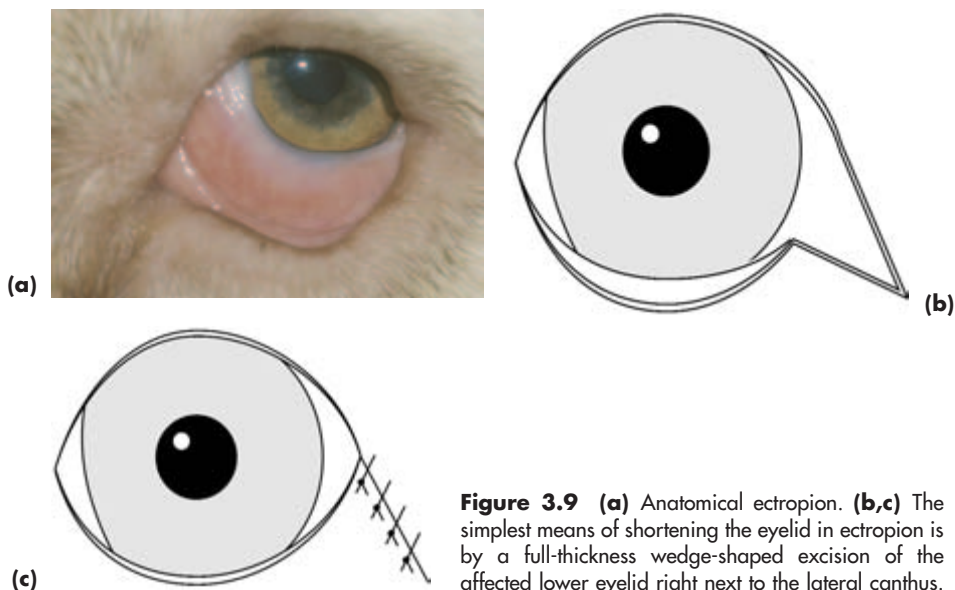 (a)
(b)
(c)
Figure 3.9 (a) Anatomical ectropion. (b,c) The
simplest means of shortening the eyelid in ectropion is
by a full-thickness wedge-shaped excision of the
affected lower eyelid right next to the lateral canthus.